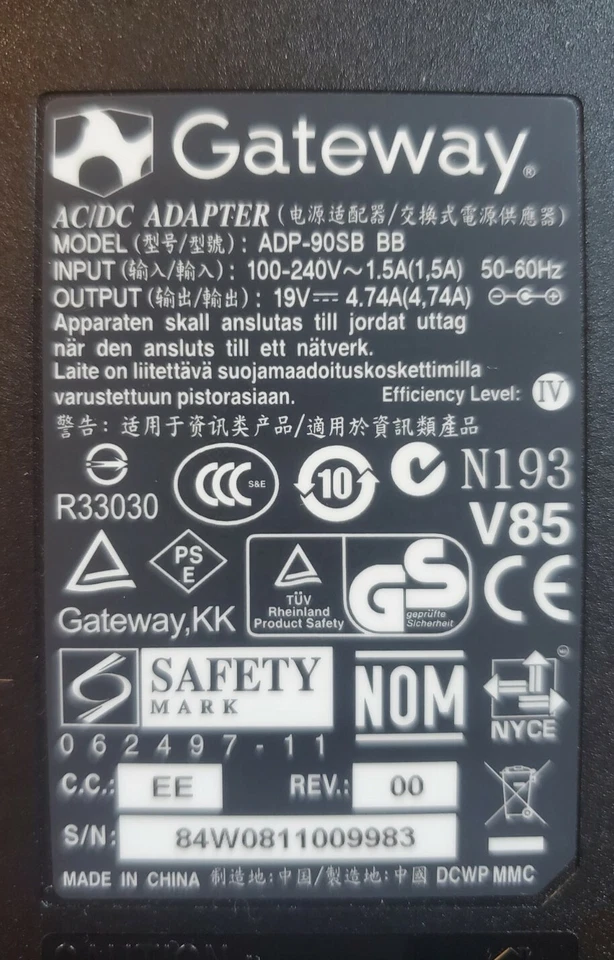 Gateway®
AC/DC ADAPTER (电源适配器/交換式電源供應器)
MODEL (型号/型號): ADP-90SB BB
INPUT (输入/輸入): 100-240V~1.5A(1,5A) 50-60Hz
OUTPUT (输出/輸出): 19V⎓ 4.74A(4,74A)
Apparaten skall anslutas till jordat uttag
när den ansluts till ett nätverk.
Laite on liitettävä suojamaadoituskoskettimilla
varustettuun pistorasiaan. Efficiency Level: IV
警告: 适用于资讯类产品/適用於資訊類產品
R33030
CCC S&E
10
N193
V85
PS
E
Gateway,KK
TÜV
Rheinland
Product Safety
GS
geprüfte
Sicherheit
CE
SAFETY
MARK
062497-11
NOM
NYCE
C.C.: EE REV.: 00
S/N: 84W0811009983
MADE IN CHINA 制造地:中国/製造地:中國 DCWP MMC